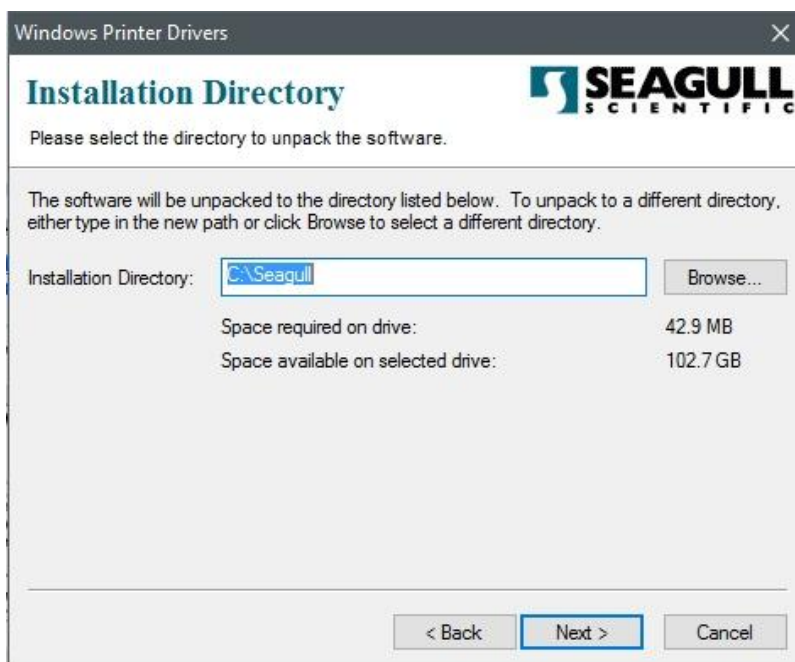 Windows Printer Drivers
Installation Directory
SEAGULL
SCIENTIFIC
Please select the directory to unpack the software.
The software will be unpacked to the directory listed below. To unpack to a different directory,
either type in the new path or click Browse to select a different directory.
Installation Directory: C:\Seagull Browse...
Space required on drive: 42.9 MB
Space available on selected drive: 102.7 GB
< Back Next > Cancel